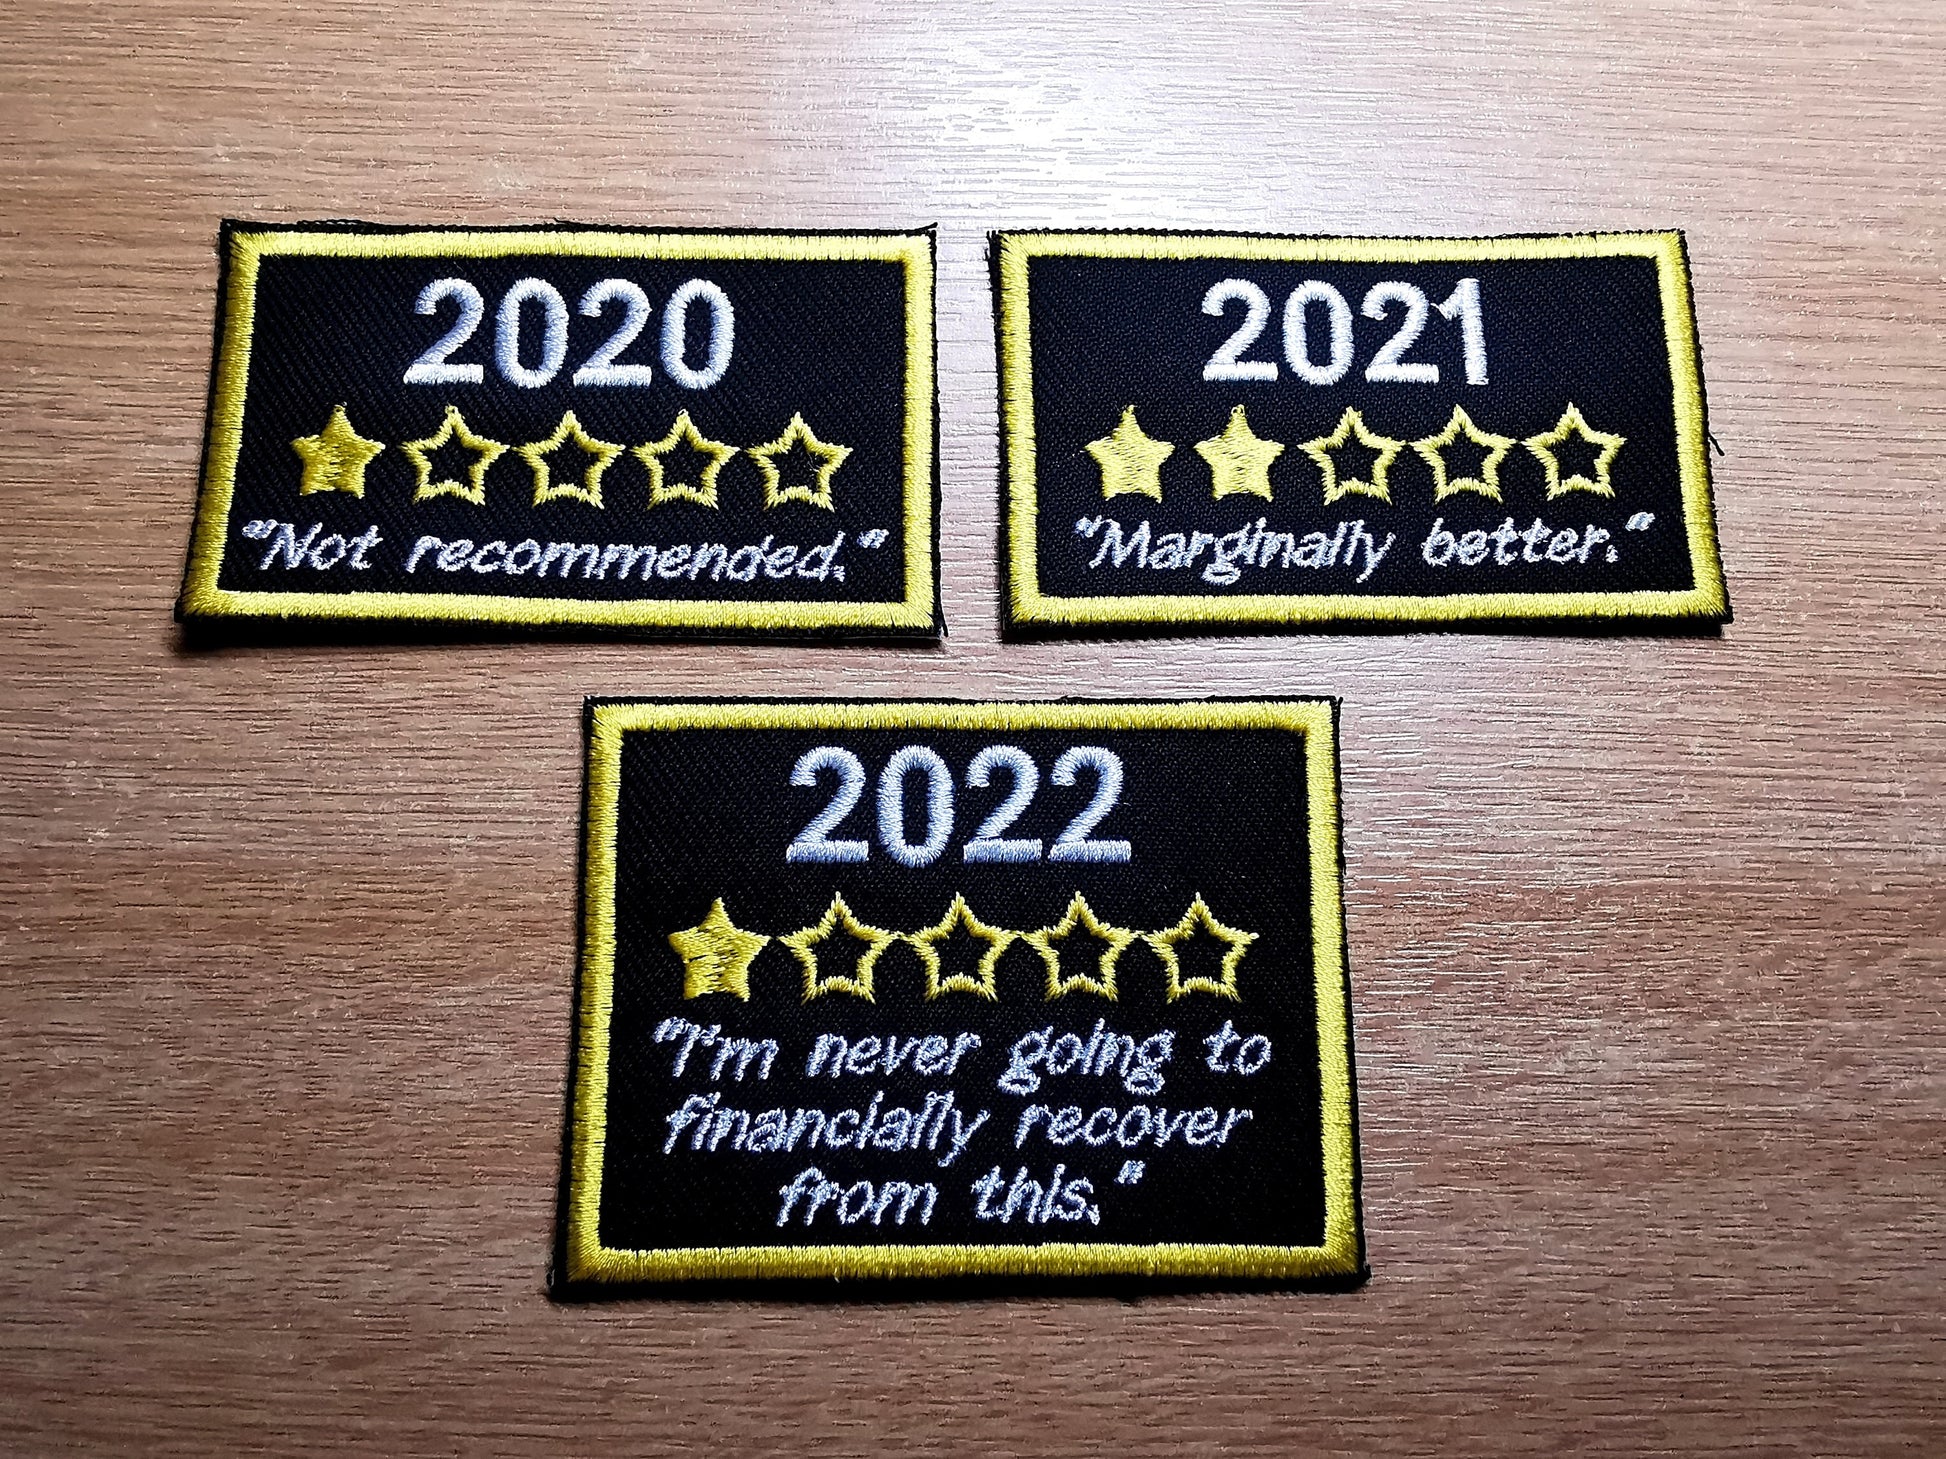 2020
"Not recommended."
2021
"Marginally better."
2022
"I'm never going to
financially recover
from this."